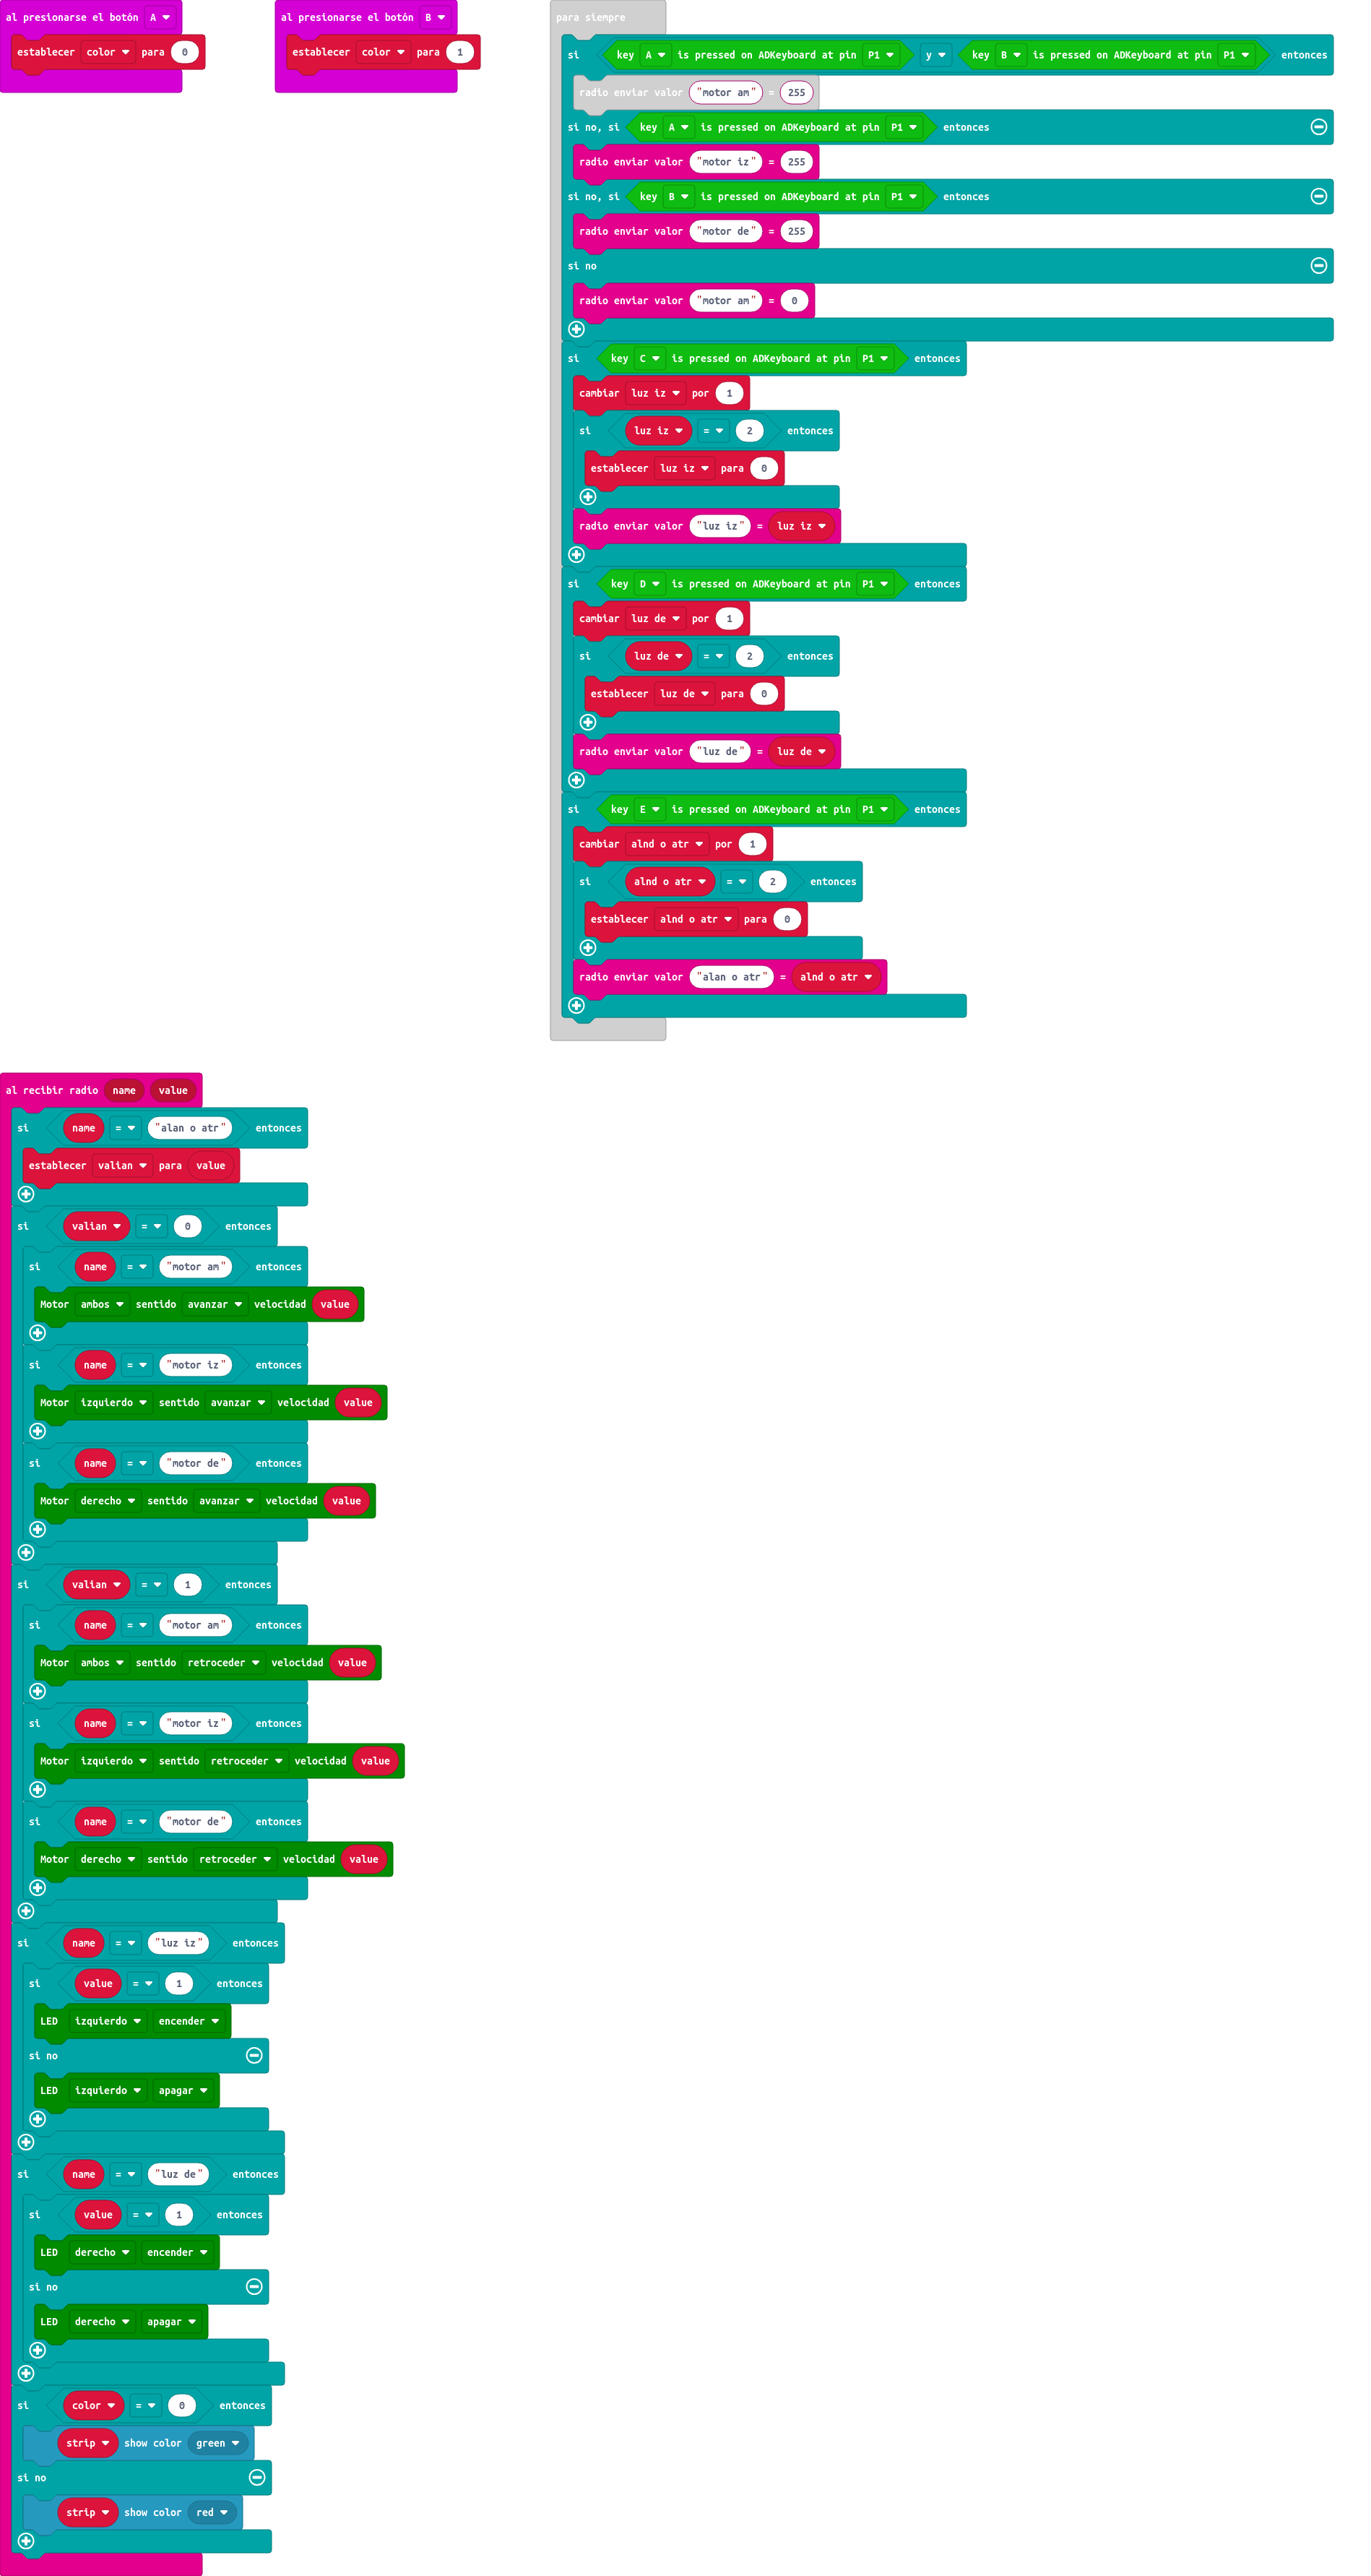 al presionarse el botón A
establecer color para 0
al presionarse el botón B
establecer color para 1
para siempre
si key A is pressed on ADKeyboard at pin P1 y key B is pressed on ADKeyboard at pin P1 entonces
radio enviar valor "motor am" = 255
si no, si key A is pressed on ADKeyboard at pin P1 entonces
radio enviar valor "motor iz" = 255
si no, si key B is pressed on ADKeyboard at pin P1 entonces
radio enviar valor "motor de" = 255
si no
radio enviar valor "motor am" = 0
si key C is pressed on ADKeyboard at pin P1 entonces
cambiar luz iz por 1
si luz iz = 2 entonces
establecer luz iz para 0
radio enviar valor "luz iz" = luz iz
si key D is pressed on ADKeyboard at pin P1 entonces
cambiar luz de por 1
si luz de = 2 entonces
establecer luz de para 0
radio enviar valor "luz de" = luz de
si key E is pressed on ADKeyboard at pin P1 entonces
cambiar alnd o atr por 1
si alnd o atr = 2 entonces
establecer alnd o atr para 0
radio enviar valor "alan o atr" = alnd o atr
al recibir radio name value
si name = "alan o atr" entonces
establecer valian para value
si valian = 0 entonces
si name = "motor am" entonces
Motor ambos sentido avanzar velocidad value
si name = "motor iz" entonces
Motor izquierdo sentido avanzar velocidad value
si name = "motor de" entonces
Motor derecho sentido avanzar velocidad value
si valian = 1 entonces
si name = "motor am" entonces
Motor ambos sentido retroceder velocidad value
si name = "motor iz" entonces
Motor izquierdo sentido retroceder velocidad value
si name = "motor de" entonces
Motor derecho sentido retroceder velocidad value
si name = "luz iz" entonces
si value = 1 entonces
LED izquierdo encender
si no
LED izquierdo apagar
si name = "luz de" entonces
si value = 1 entonces
LED derecho encender
si no
LED derecho apagar
si color = 0 entonces
strip show color green
si no
strip show color red